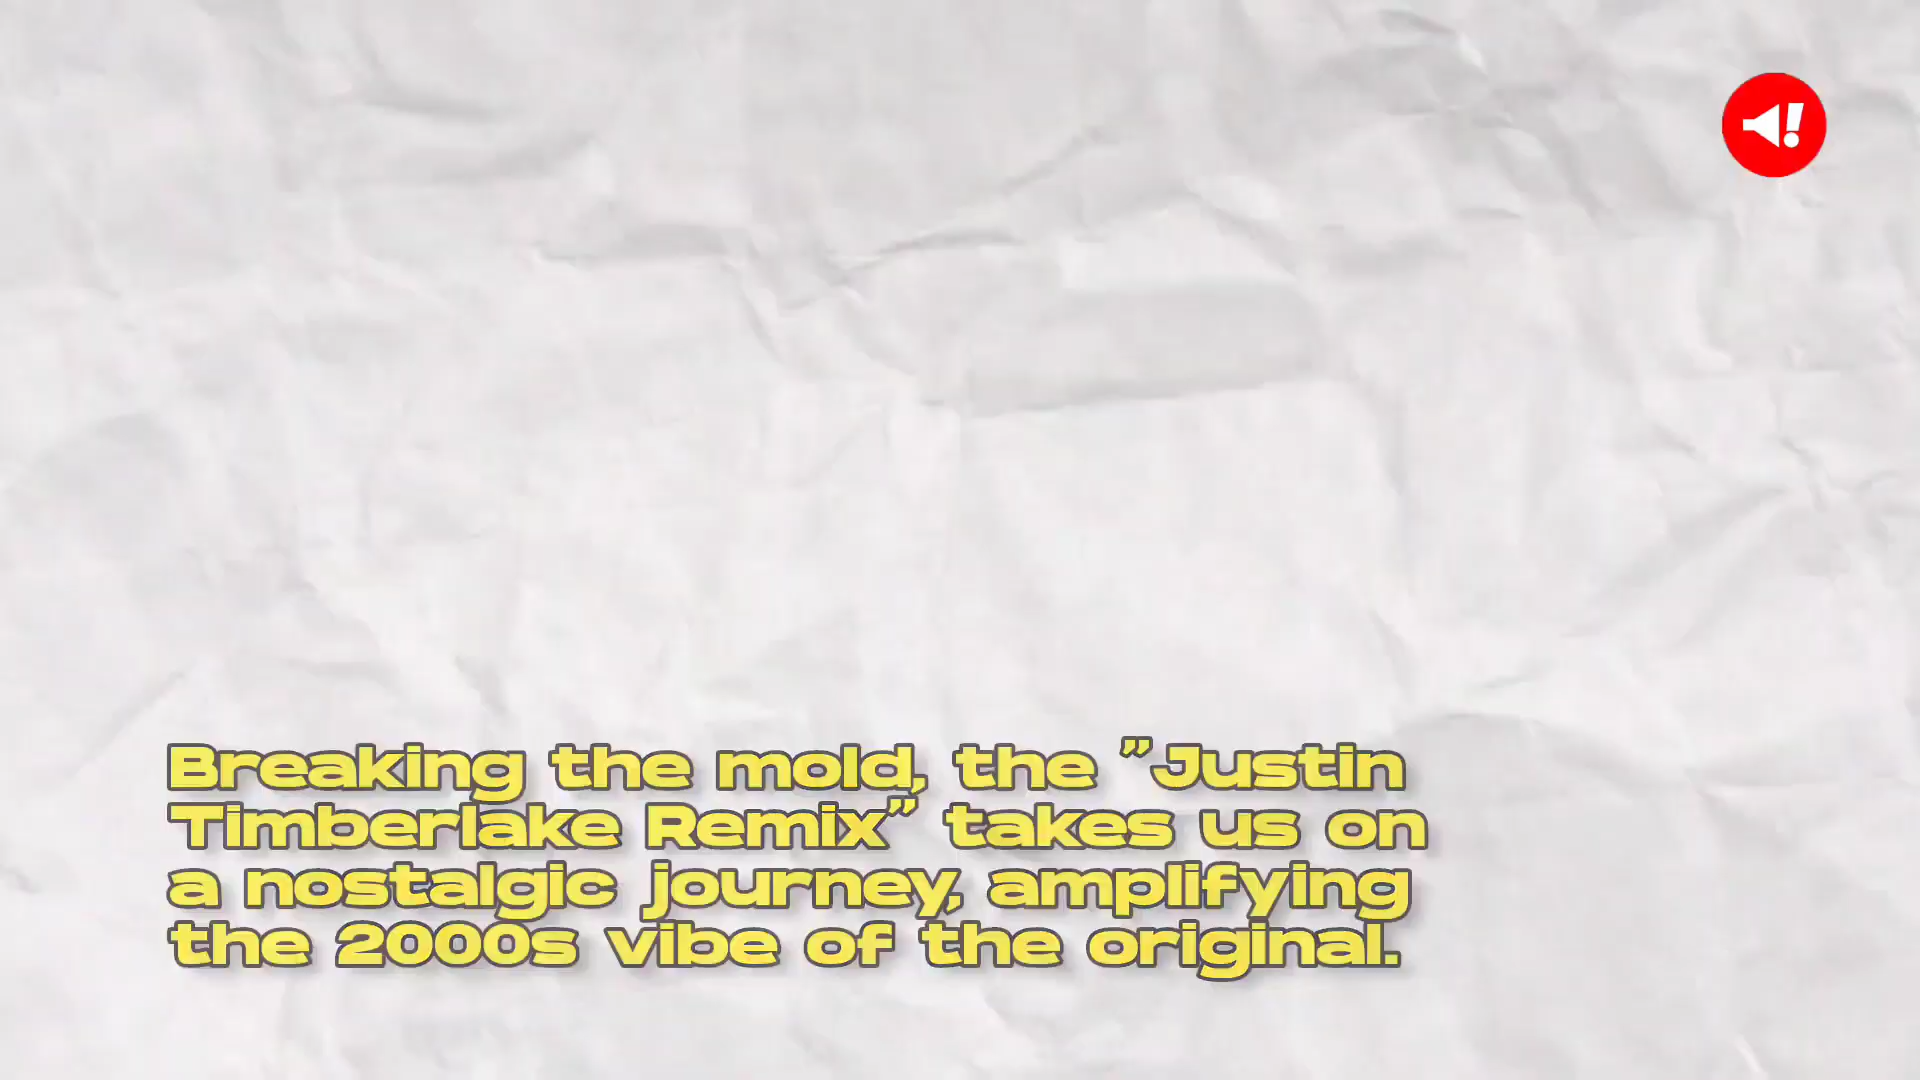 Breaking the mold, the "Justin
Timberlake Remix" takes us on
a nostalgic journey, amplifying
the 2000s vibe of the original.